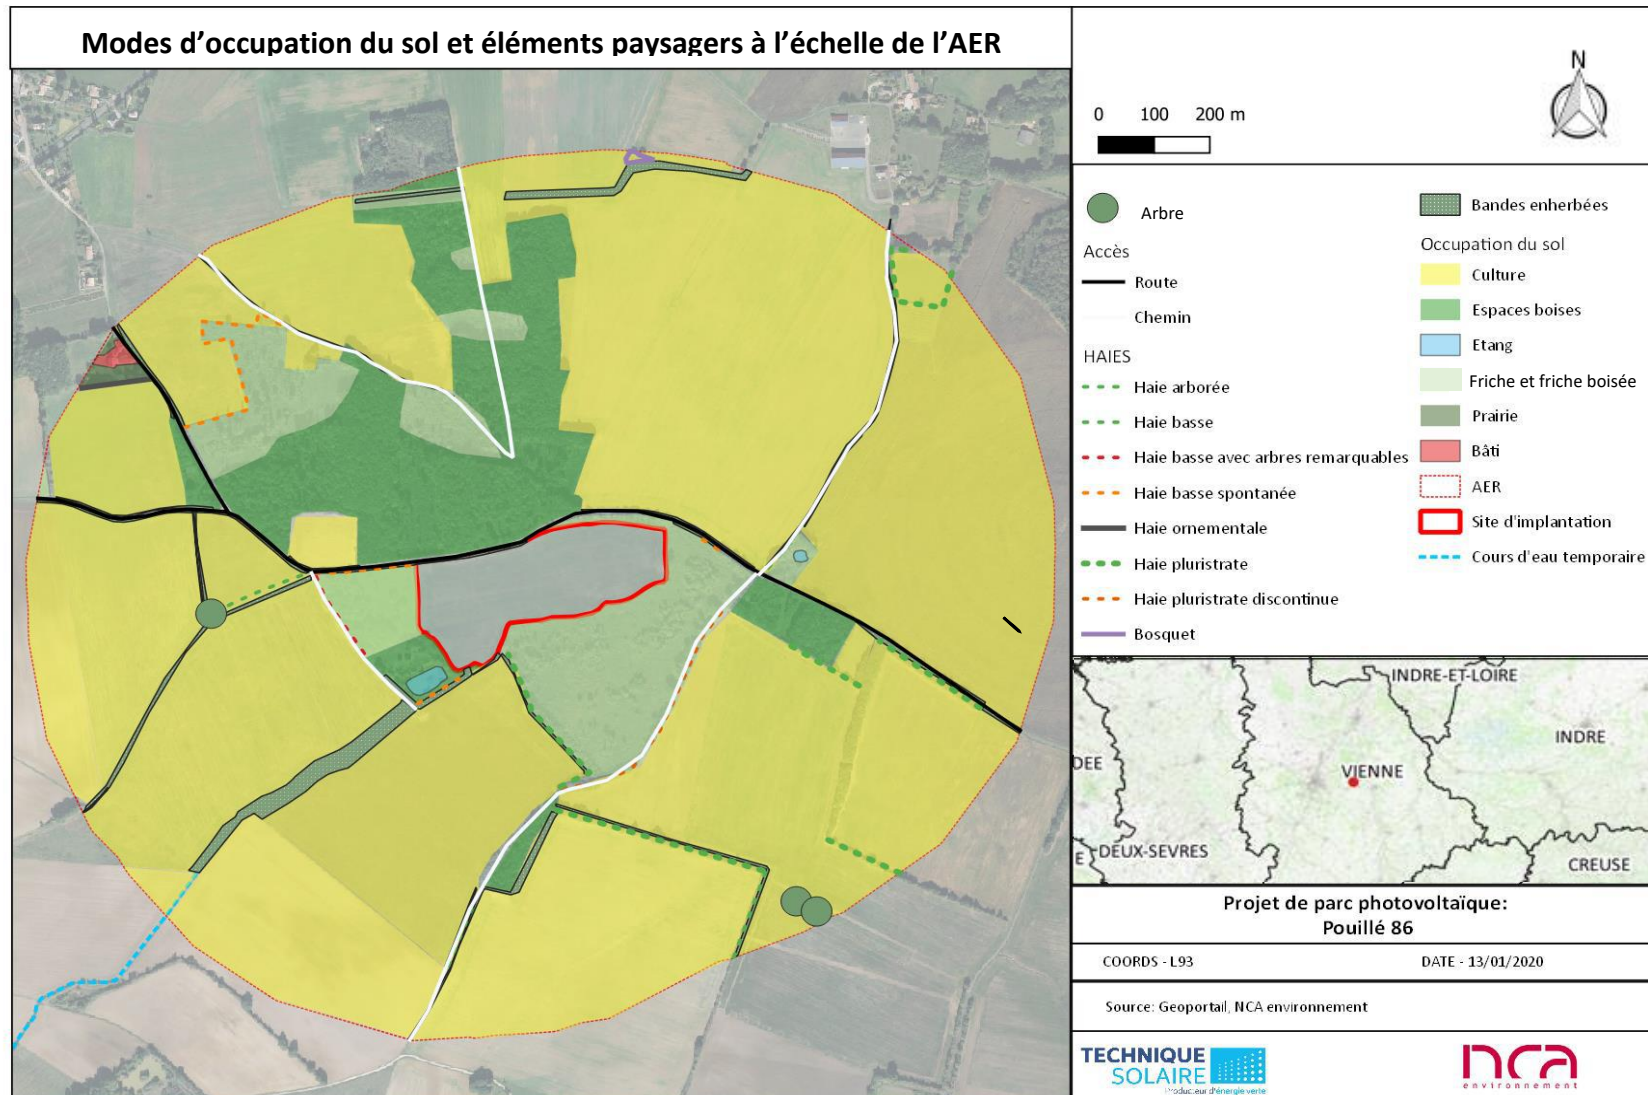 Modes d'occupation du sol et éléments paysagers à l'échelle de l'AER
0 100 200 m
N
Arbre
Accès
Route
Chemin
HAIES
Haie arborée
Haie basse
Haie basse avec arbres remarquables
Haie basse spontanée
Haie ornementale
Haie pluristrate
Haie pluristrate discontinue
Bosquet
Bandes enherbées
Occupation du sol
Culture
Espaces boises
Etang
Friche et friche boisée
Prairie
Bâti
AER
Site d'implantation
Cours d'eau temporaire
INDRE-ET-LOIRE
INDRE
DEE
VIENNE
E
DEUX-SEVRES
CREUSE
Projet de parc photovoltaïque:
Pouillé 86
COORDS - L93
DATE - 13/01/2020
Source: Geoportail, NCA environnement
TECHNIQUE
SOLAIRE
Producteur d'énergie verte
nca
environnement